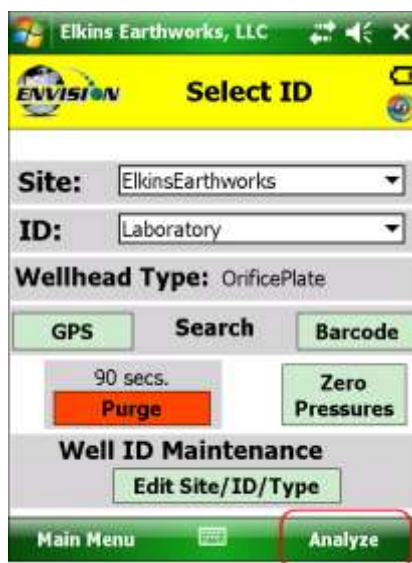 Elkins Earthworks, LLC
ENVISION
Select ID
Site: ElkinsEarthworks
ID: Laboratory
Wellhead Type: OrificePlate
GPS Search Barcode
90 secs.
Purge
Zero
Pressures
Well ID Maintenance
Edit Site/ID/Type
Main Menu Analyze